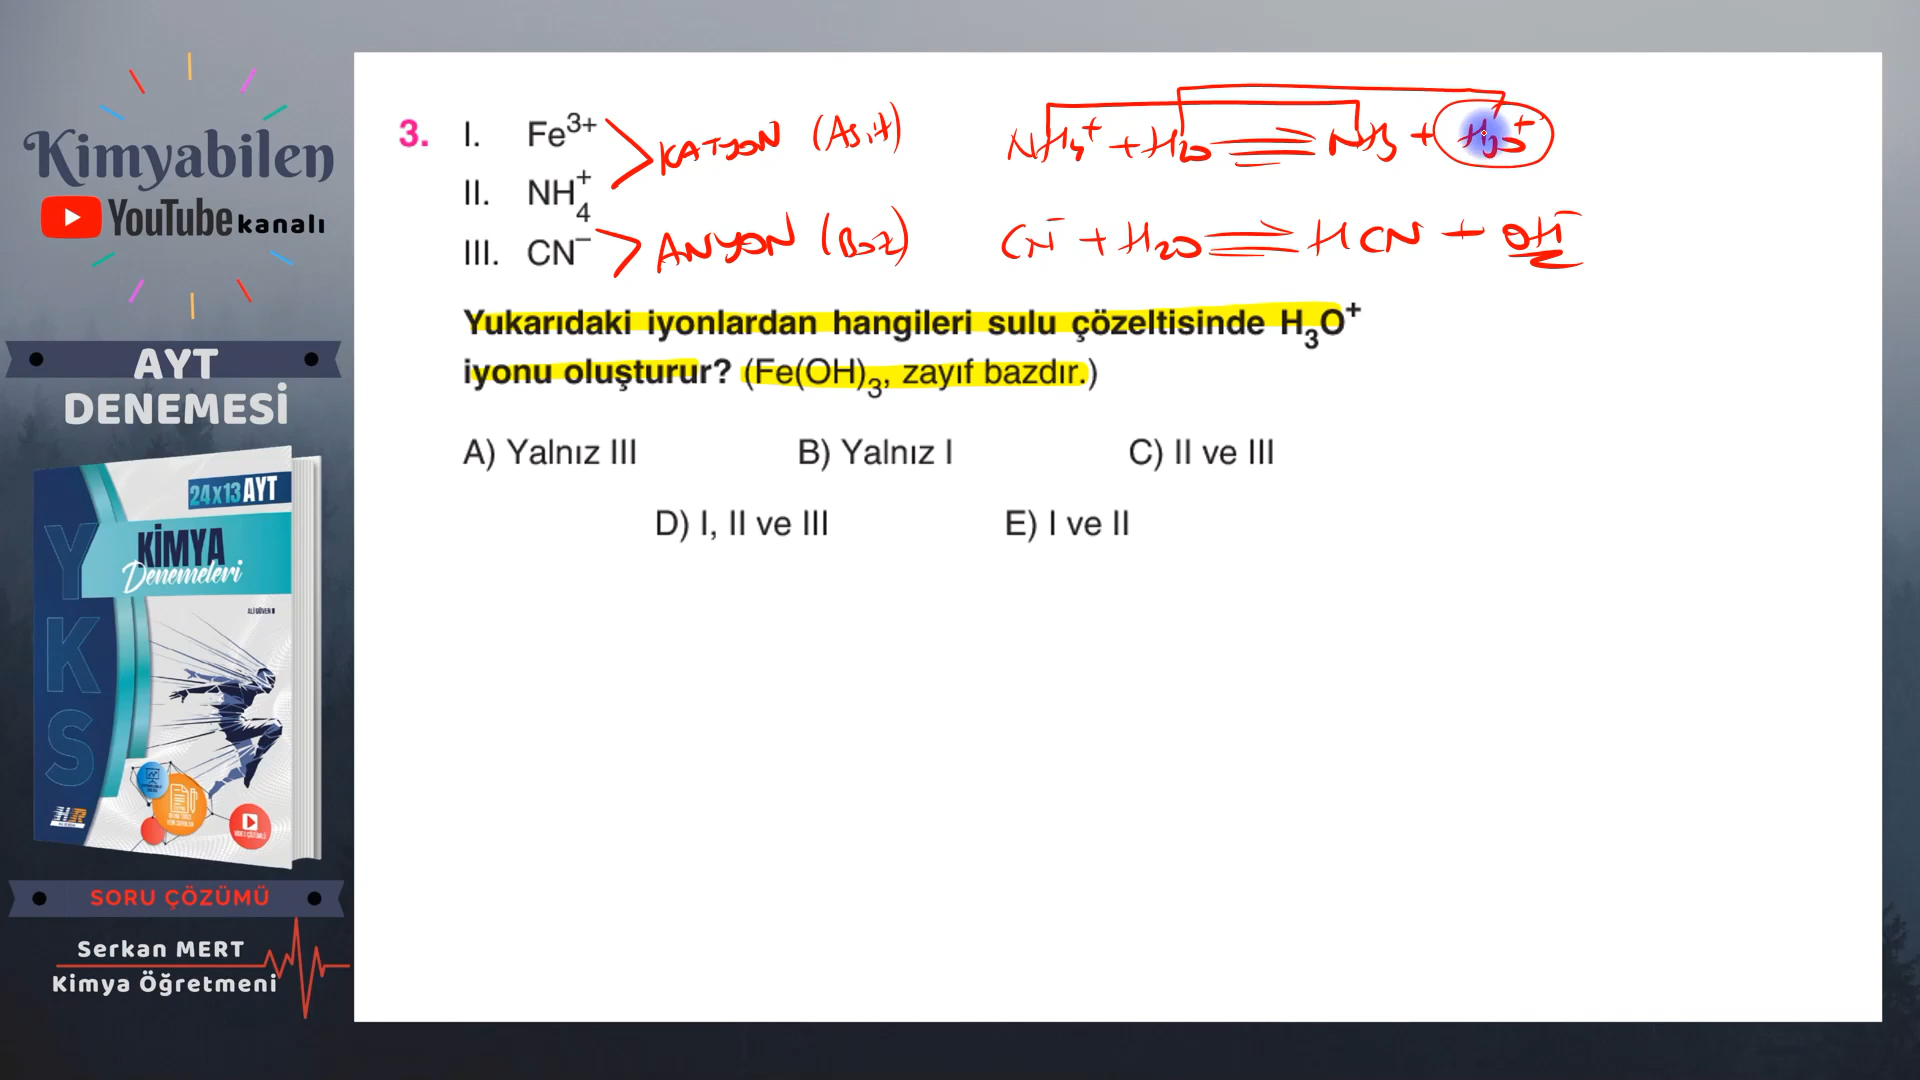 Kimyabilen
YouTube kanalı
AYT
DENEMESİ
24x13 AYT
KİMYA
Denemeleri
ALİ GÜVEN
YKS
SORU ÇÖZÜMÜ
Serkan MERT
Kimya Öğretmeni
3. I. Fe³⁺
II. NH₄⁺
III. CN⁻
KATYON (Asit)
ANYON (Baz)
NH₄⁺ + H₂O ⇌ NH₃ + H₃O⁺
CN⁻ + H₂O ⇌ HCN + OH⁻
Yukarıdaki iyonlardan hangileri sulu çözeltisinde H₃O⁺
iyonu oluşturur? (Fe(OH)₃, zayıf bazdır.)
A) Yalnız III B) Yalnız I C) II ve III
D) I, II ve III E) I ve II